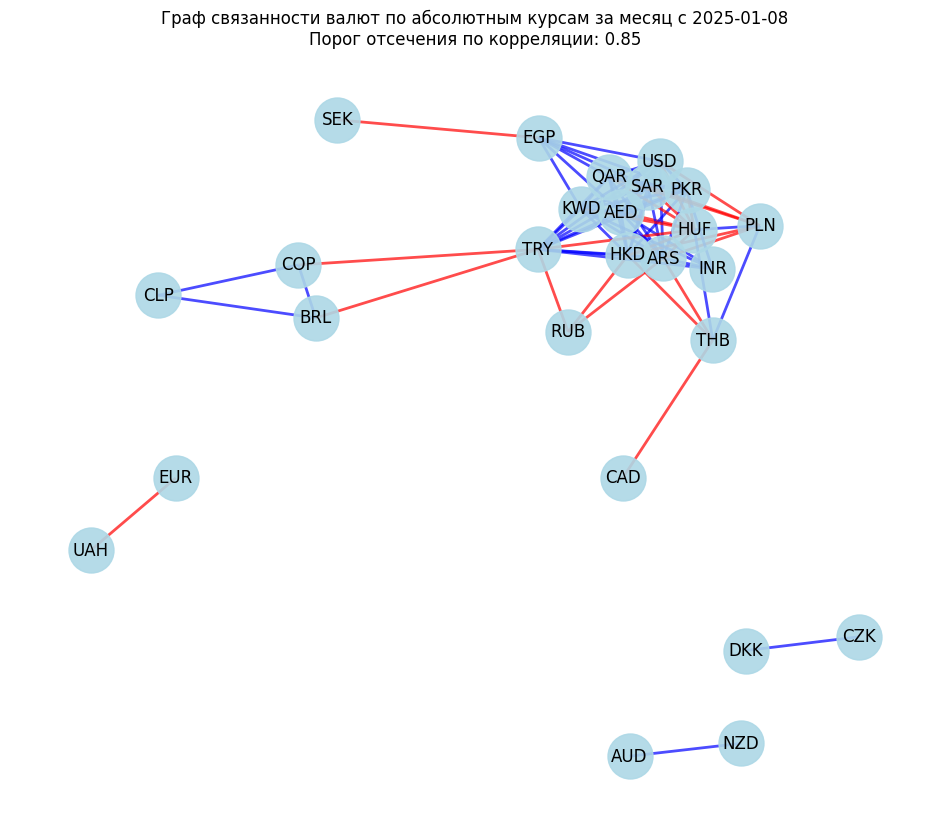 Граф связанности валют по абсолютным курсам за месяц с 2025-01-08
Порог отсечения по корреляции: 0.85
SEK
EGP
USD
QAR
SAR
PKR
KWD
AED
PLN
HUF
TRY
HKD
ARS
INR
COP
CLP
BRL
RUB
THB
EUR
CAD
UAH
CZK
DKK
NZD
AUD